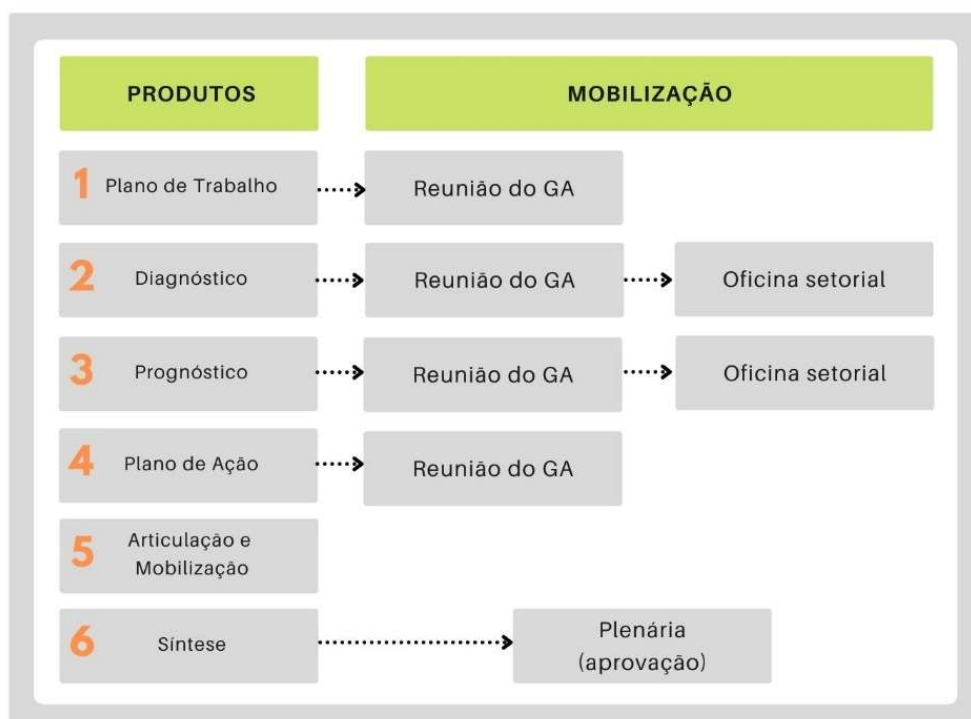 PRODUTOS
MOBILIZAÇÃO
1 Plano de Trabalho
Reunião do GA
2 Diagnóstico
Reunião do GA
Oficina setorial
3 Prognóstico
Reunião do GA
Oficina setorial
4 Plano de Ação
Reunião do GA
5 Articulação e
Mobilização
6 Síntese
Plenária
(aprovação)